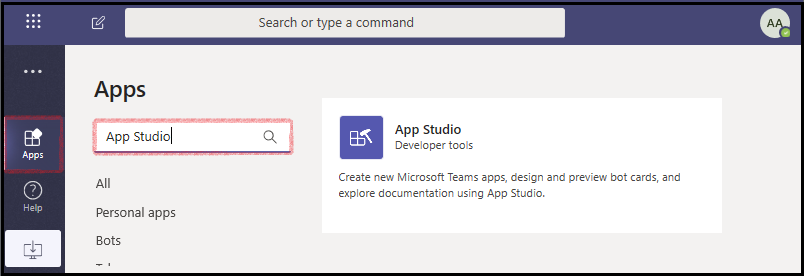 Search or type a command
AA
Apps
App Studio
App Studio
Developer tools
Create new Microsoft Teams apps, design and preview bot cards, and
explore documentation using App Studio.
All
Personal apps
Bots
Apps
Help